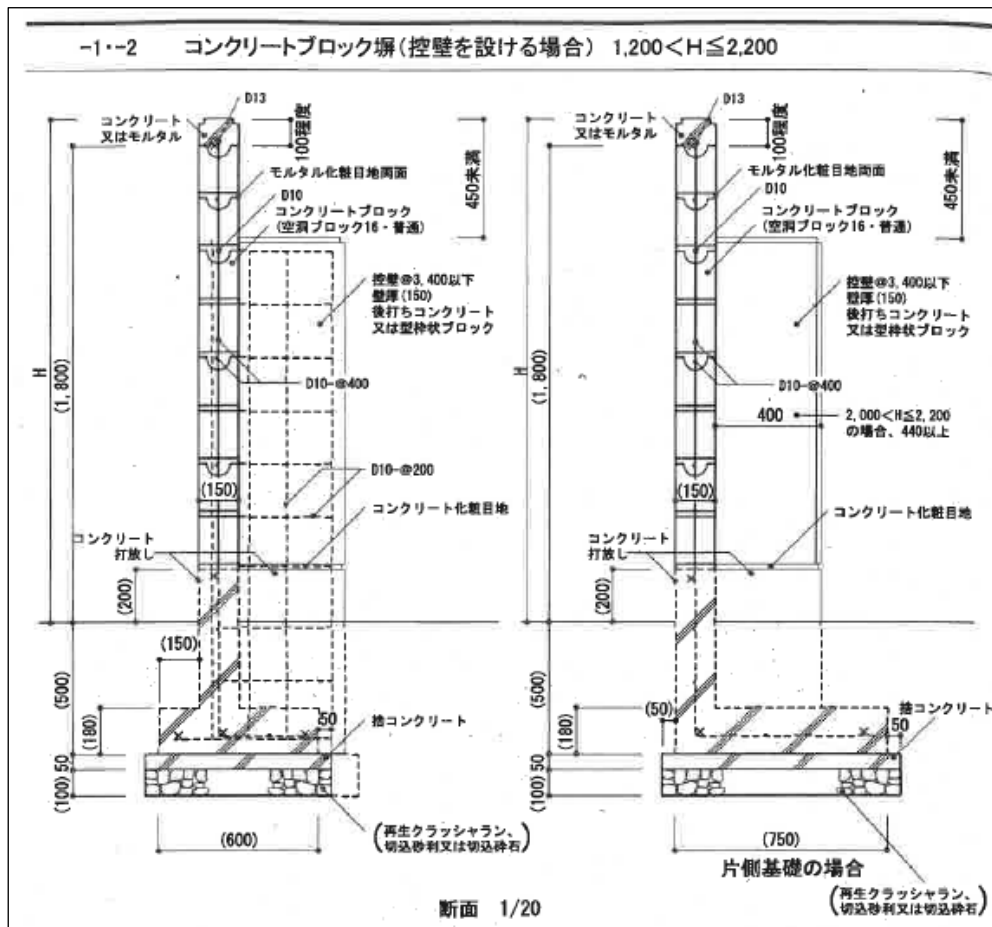 -1・-2 コンクリートブロック塀(控壁を設ける場合) 1,200<H≦2,200
D13
コンクリート
又はモルタル
100程度
450未満
モルタル化粧目地両面
D10
コンクリートブロック
(空洞ブロック16・普通)
控壁@3,400以下
壁厚(150)
後打ちコンクリート
又は型枠状ブロック
H
(1,800)
D10-@400
D10-@200
(150)
コンクリート化粧目地
コンクリート
打放し
(200)
(150)
(500)
(180)
50
捨コンクリート
50
(100)
(600)
(再生クラッシャラン、
切込砂利又は切込砕石)
D13
コンクリート
又はモルタル
100程度
450未満
モルタル化粧目地両面
D10
コンクリートブロック
(空洞ブロック16・普通)
控壁@3,400以下
壁厚(150)
後打ちコンクリート
又は型枠状ブロック
H
(1,800)
D10-@400
400
2,000<H≦2,200
の場合、440以上
(150)
コンクリート化粧目地
コンクリート
打放し
(200)
(500)
(50)
(180)
50
捨コンクリート
50
(100)
(750)
片側基礎の場合
(再生クラッシャラン、
切込砂利又は切込砕石)
断面 1/20